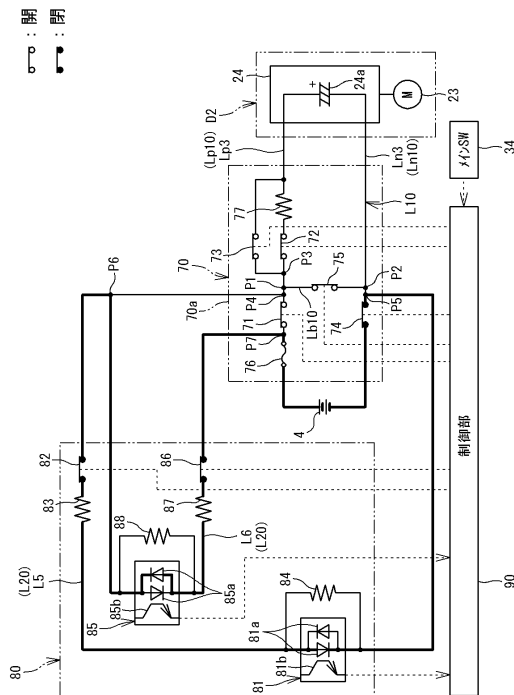 ：開
：閉
24
D2
24a
+
M
23
(Lp10)
Lp3
Ln3
(Ln10)
メインSW
34
70
70a
73
77
72
P3
L10
P1
P4
75
P2
71
Lb10
P5
P7
76
74
4
P6
82
86
83
87
88
(L20)
L5
L6
(L20)
85b
85
85a
84
80
81a
81b
81
制御部
90